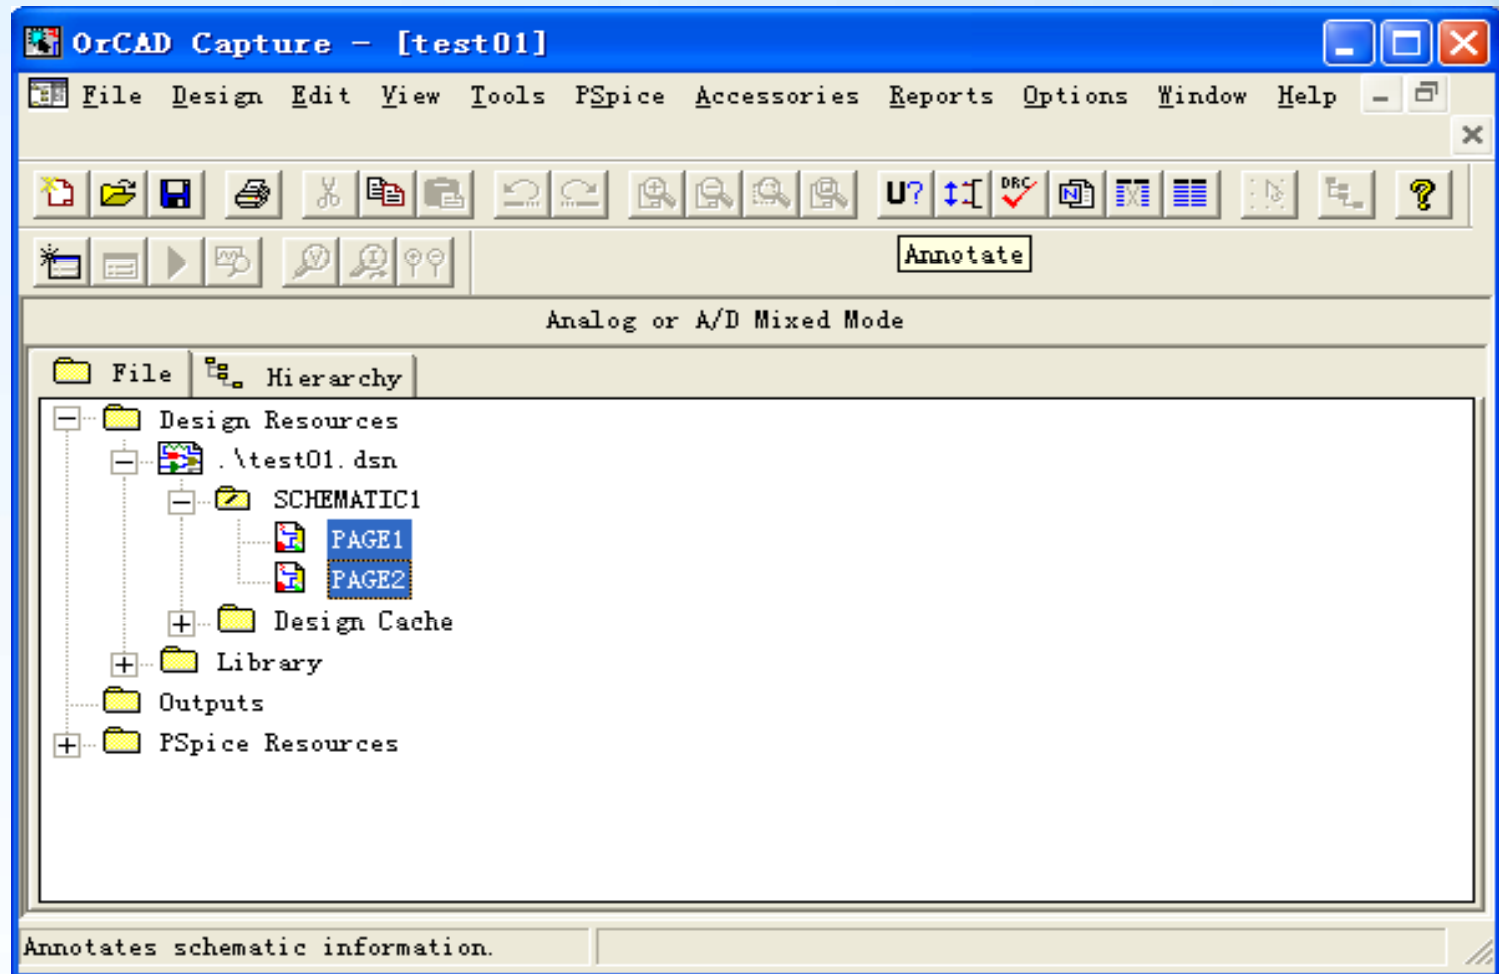 OrCAD Capture - [test01]
File Design Edit View Tools PSpice Accessories Reports Options Window Help
U? DRC N
V I
Annotate
Analog or A/D Mixed Mode
File Hierarchy
Design Resources
.\test01.dsn
SCHEMATIC1
PAGE1
PAGE2
Design Cache
Library
Outputs
PSpice Resources
Annotates schematic information.